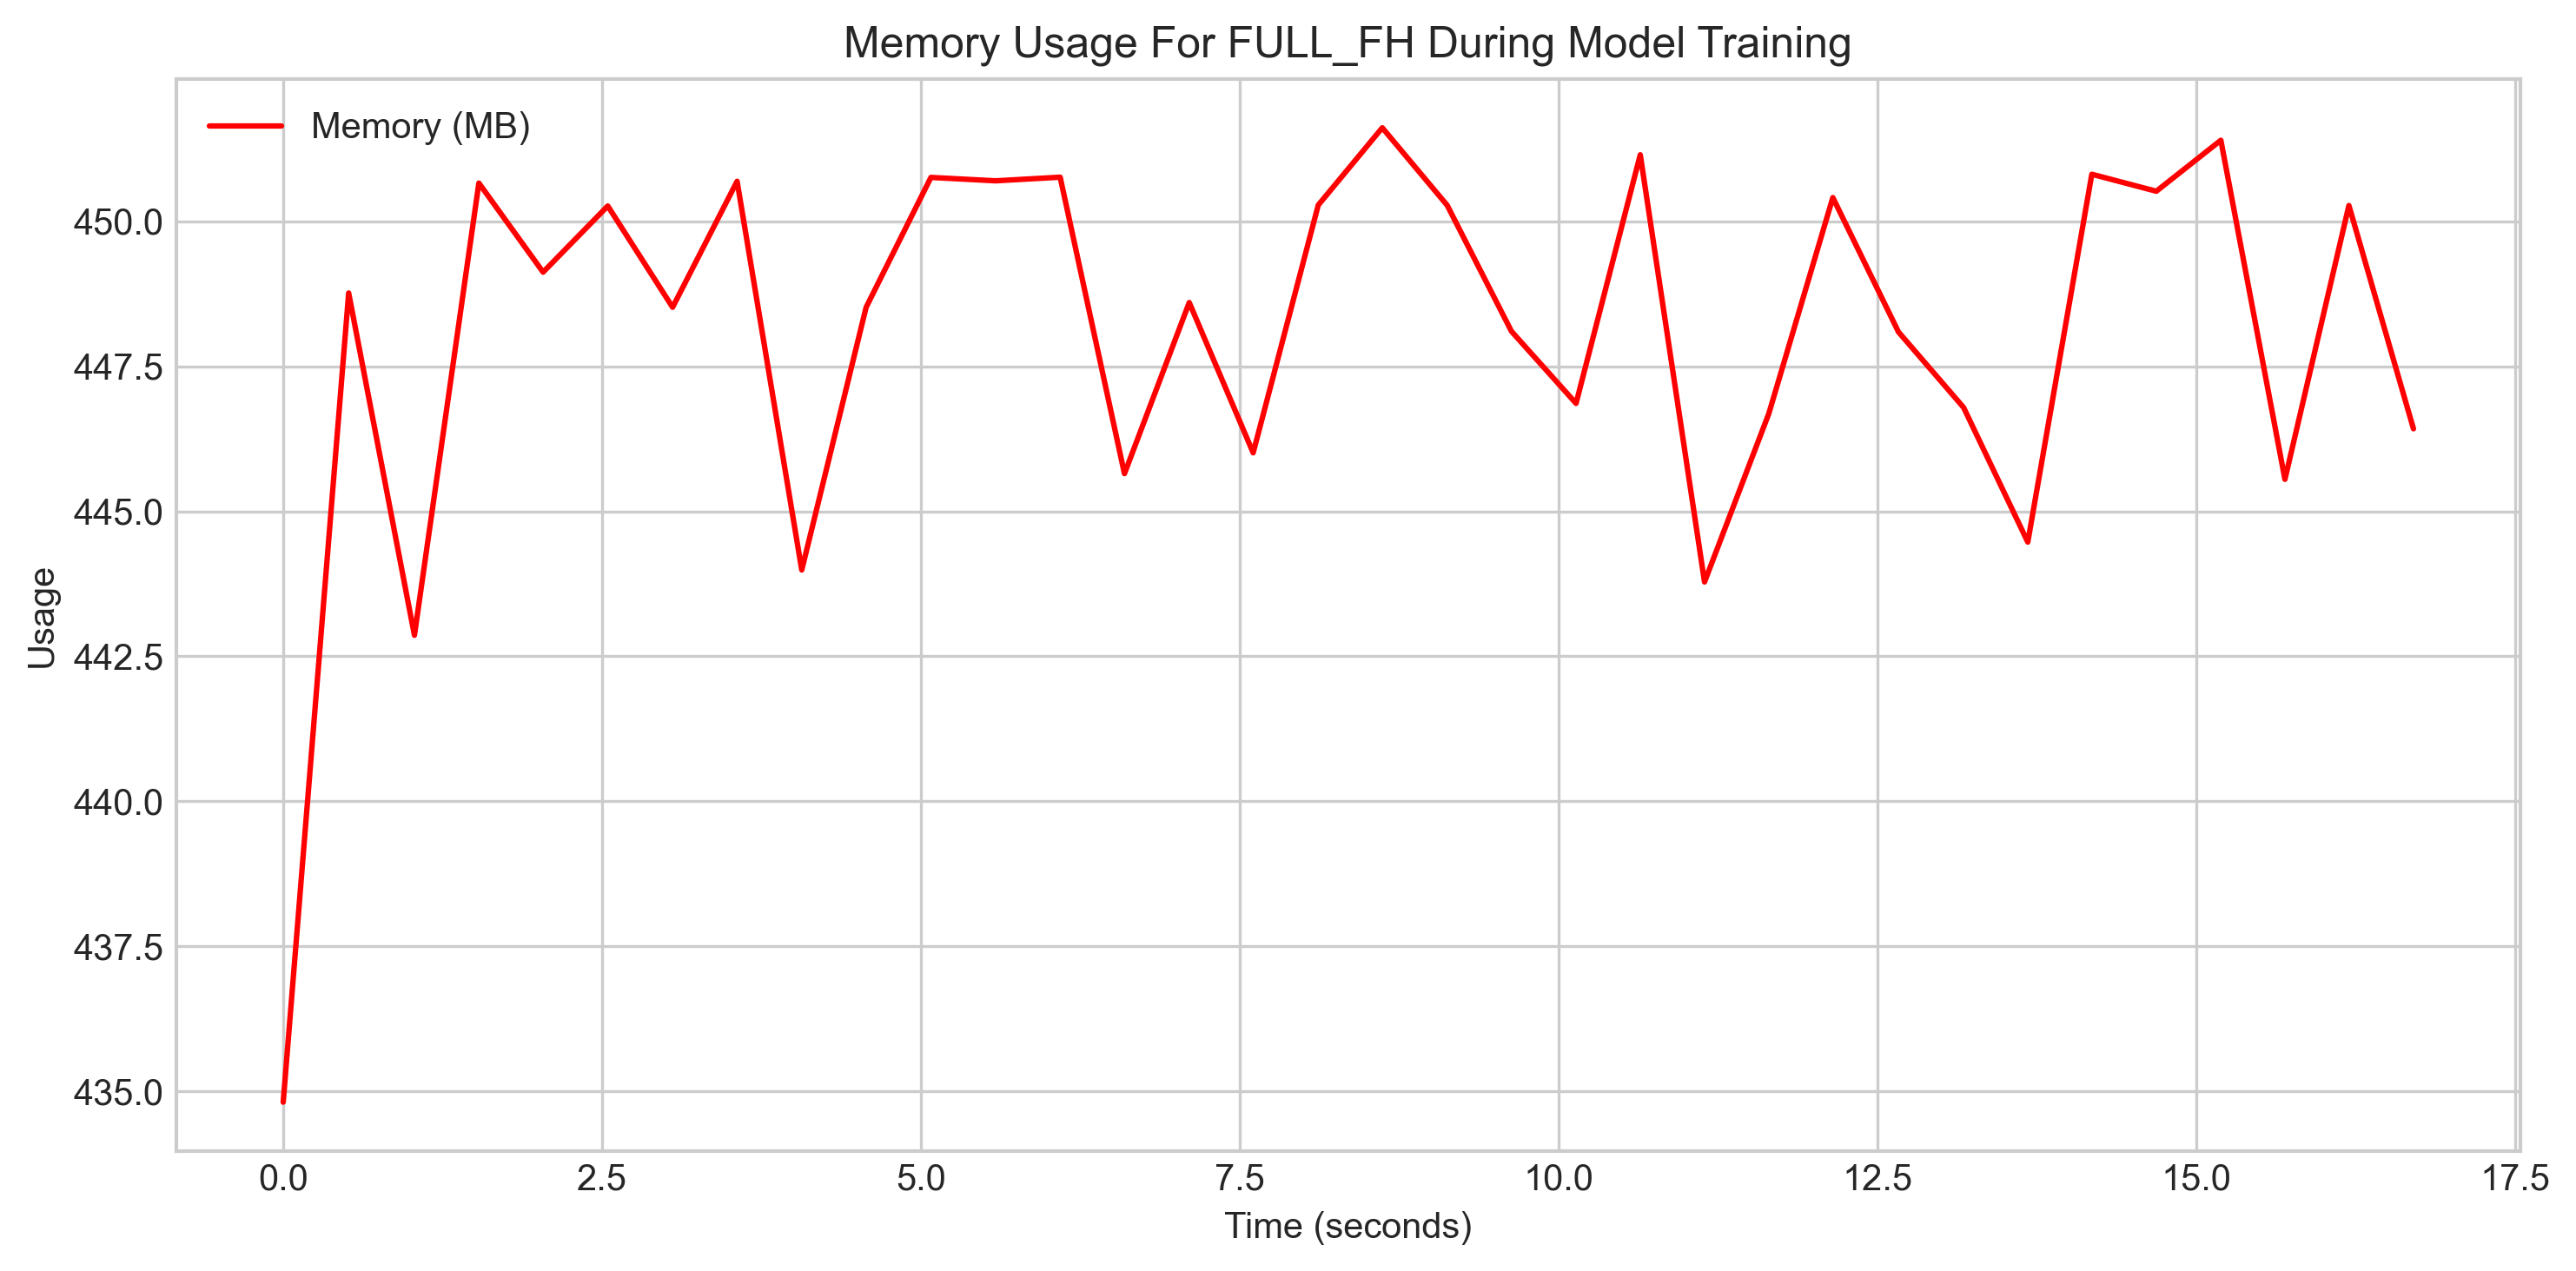 Memory Usage For FULL_FH During Model Training
Memory (MB)
450.0
447.5
445.0
442.5
440.0
437.5
435.0
Usage
0.0 2.5 5.0 7.5 10.0 12.5 15.0 17.5
Time (seconds)